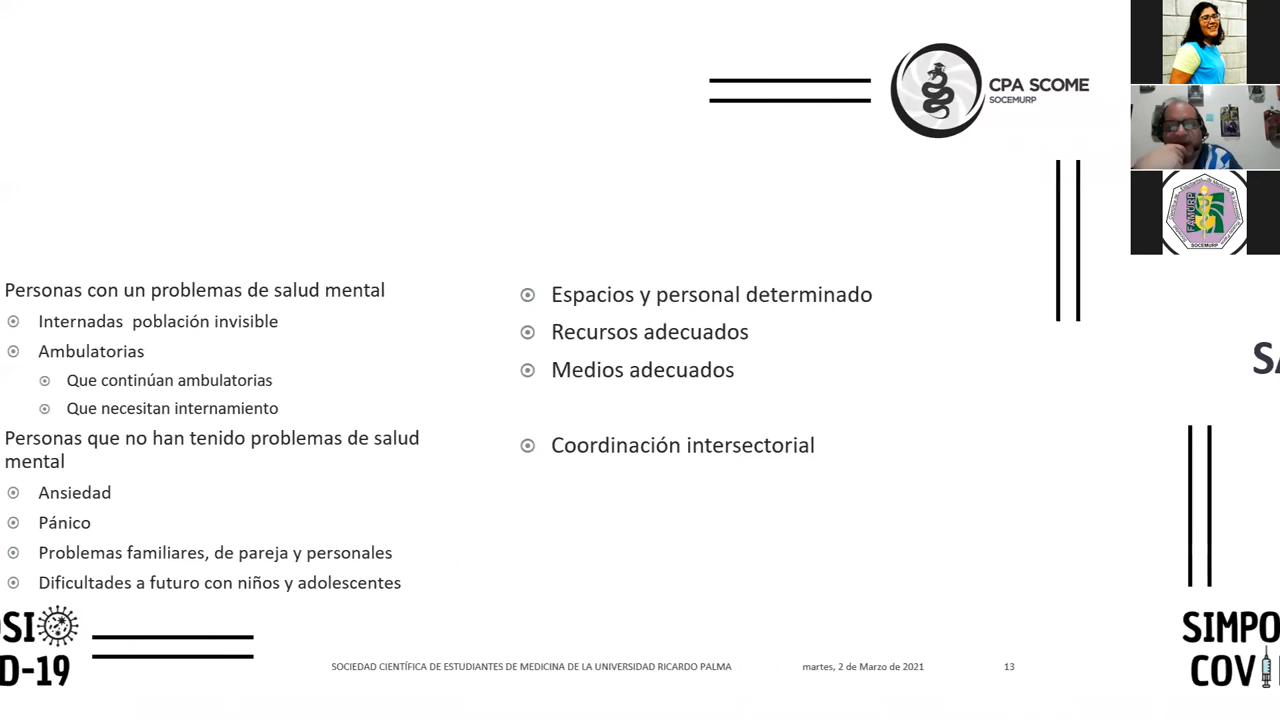 CPA SCOME
SOCEMURP
FAMURP
SOCEMURP
Personas con un problemas de salud mental
Internadas población invisible
Ambulatorias
Que continúan ambulatorias
Que necesitan internamiento
Personas que no han tenido problemas de salud
mental
Ansiedad
Pánico
Problemas familiares, de pareja y personales
Dificultades a futuro con niños y adolescentes
Espacios y personal determinado
Recursos adecuados
Medios adecuados
Coordinación intersectorial
SA
OSI
D-19
SOCIEDAD CIENTÍFICA DE ESTUDIANTES DE MEDICINA DE LA UNIVERSIDAD RICARDO PALMA
martes, 2 de Marzo de 2021
13
SIMPO
COV